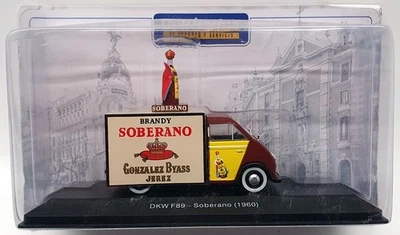 SOBERANO
BRANDY
SOBERANO
GONZALEZ BYASS
JEREZ
DKW F89 - Soberano (1960)